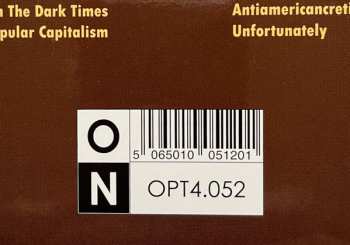 n The Dark Times
pular Capitalism
Antiamericancreti
Unfortunately
O
N
5 065010 051201
OPT4.052